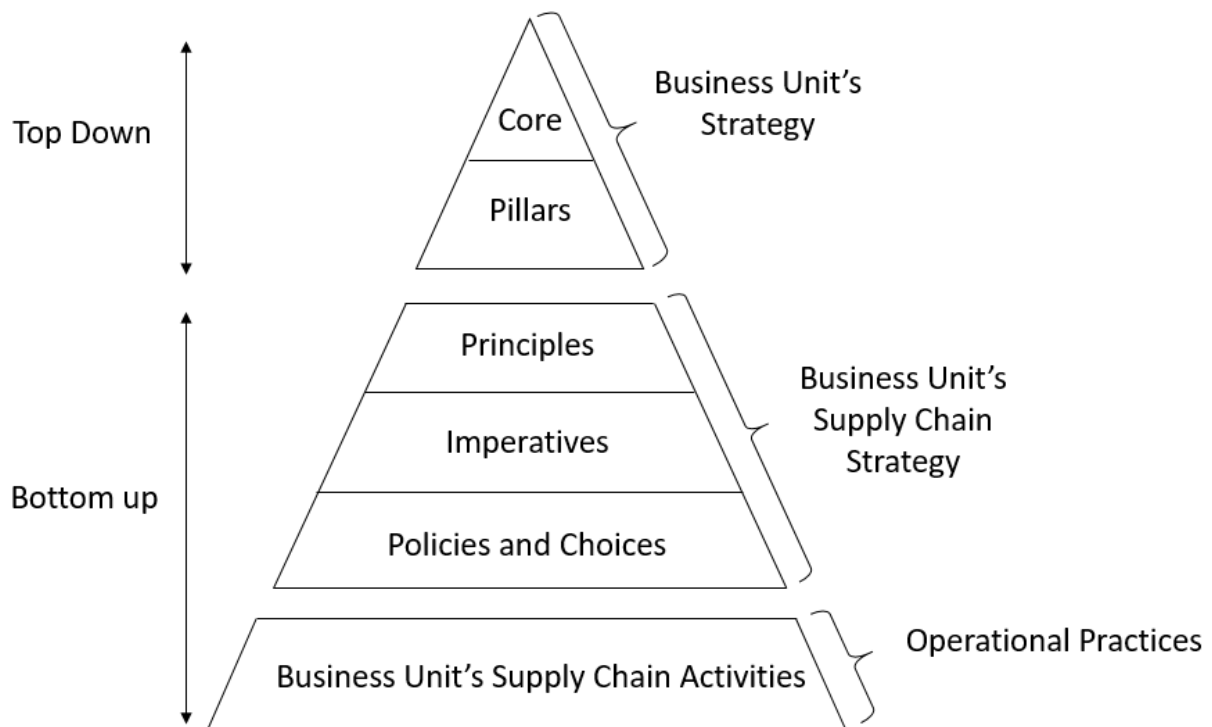 Business Unit's
Strategy
Top Down
Core
Pillars
Principles
Business Unit's
Supply Chain
Strategy
Imperatives
Bottom up
Policies and Choices
Operational Practices
Business Unit's Supply Chain Activities